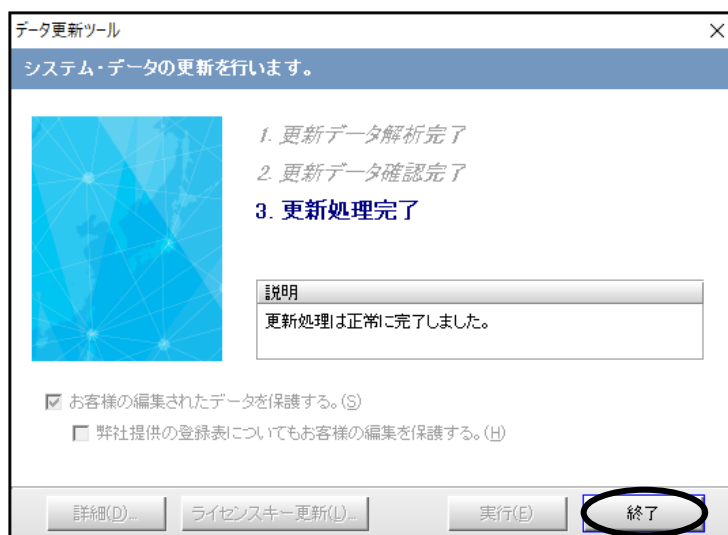 データ更新ツール
システム・データの更新を行います。
1. 更新データ解析完了
2. 更新データ確認完了
3. 更新処理完了
説明
更新処理は正常に完了しました。
お客様の編集されたデータを保護する。(S)
弊社提供の登録表についてもお客様の編集を保護する。(H)
詳細(D)... ライセンスキー更新(L)... 実行(E) 終了